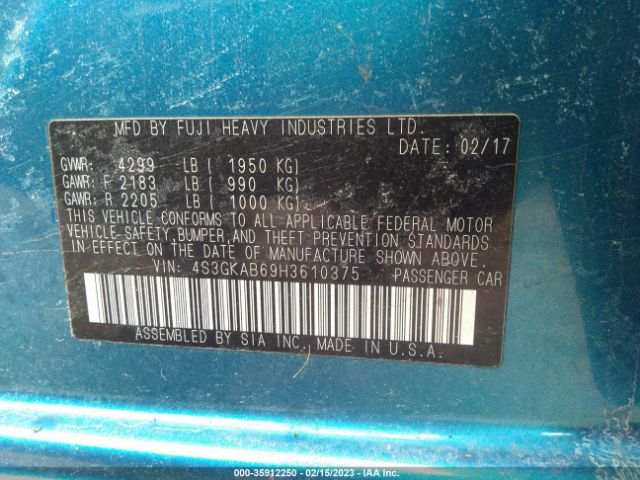 MFD BY FUJI HEAVY INDUSTRIES LTD.
DATE: 02/17
GVWR: 4299 LB ( 1950 KG)
GAWR: F 2183 LB ( 990 KG)
GAWR: R 2205 LB ( 1000 KG)
THIS VEHICLE CONFORMS TO ALL APPLICABLE FEDERAL MOTOR
VEHICLE SAFETY, BUMPER, AND THEFT PREVENTION STANDARDS
IN EFFECT ON THE DATE OF MANUFACTURE SHOWN ABOVE.
VIN: 4S3GKAB69H3610375 PASSENGER CAR
ASSEMBLED BY SIA INC, MADE IN U.S.A.
000-35912250 - 02/15/2023 - IAA Inc.